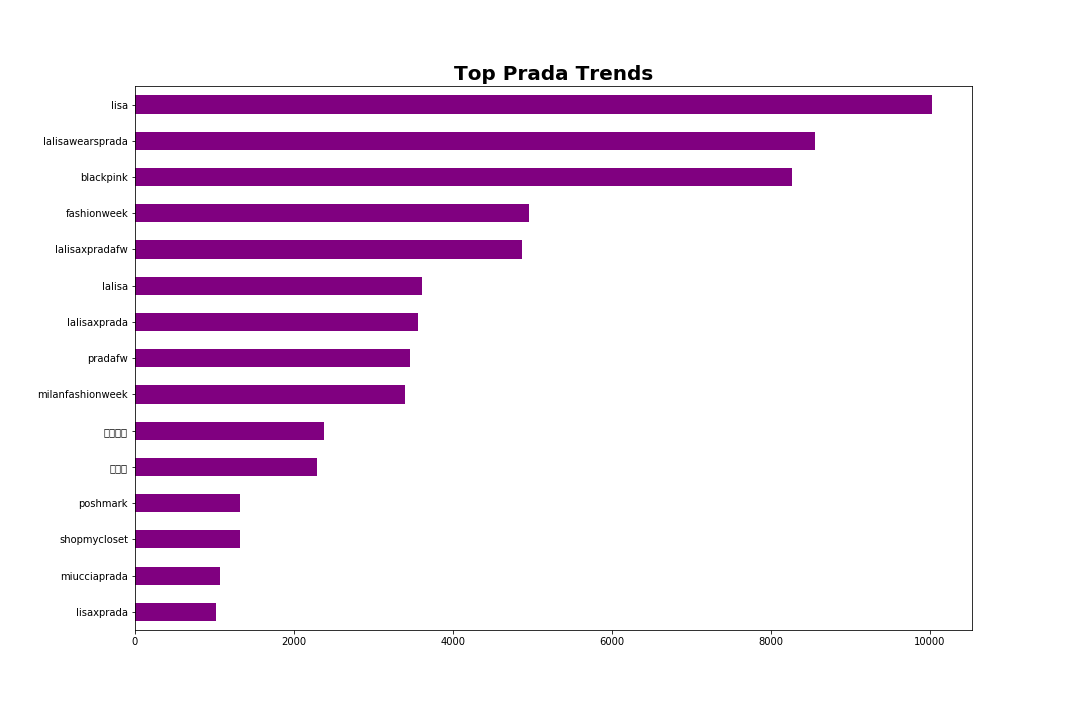 Top Prada Trends
lisa
lalisawearsprada
blackpink
fashionweek
lalisaxpradafw
lalisa
lalisaxprada
pradafw
milanfashionweek
poshmark
shopmycloset
miucciaprada
lisaxprada
0 2000 4000 6000 8000 10000